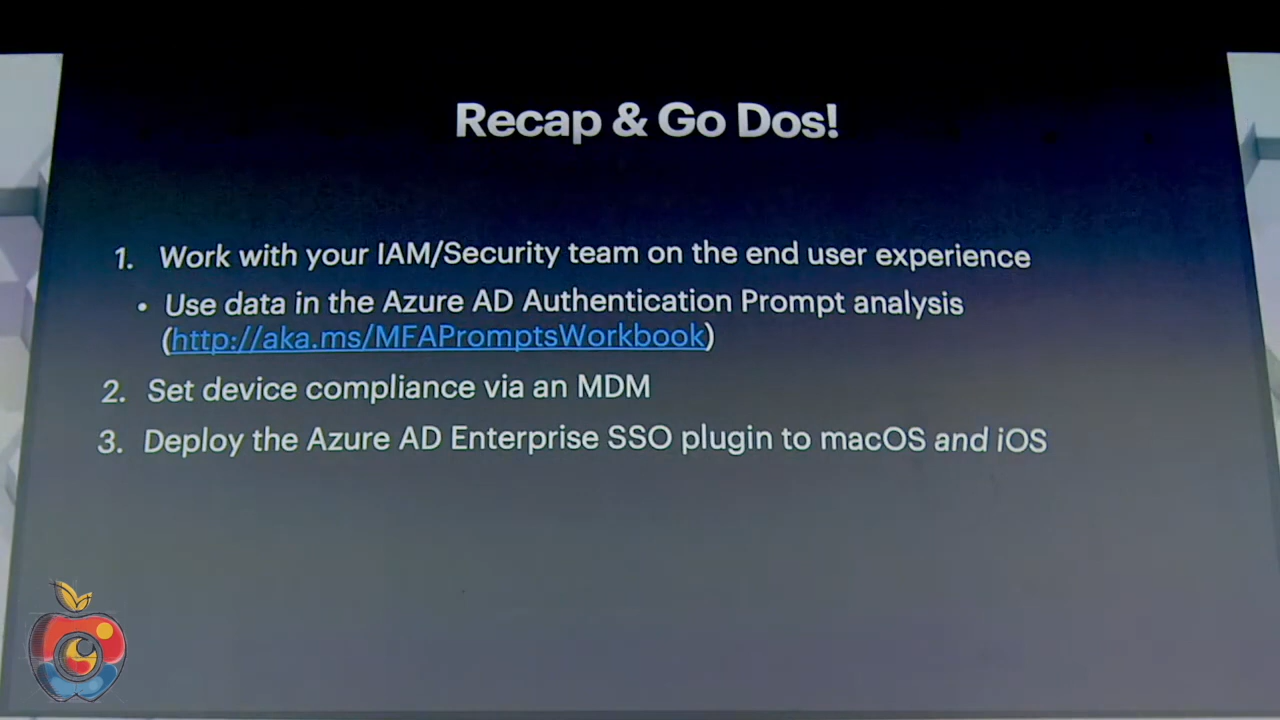 Recap & Go Dos!
1. Work with your IAM/Security team on the end user experience
• Use data in the Azure AD Authentication Prompt analysis
(http://aka.ms/MFAPromptsWorkbook)
2. Set device compliance via an MDM
3. Deploy the Azure AD Enterprise SSO plugin to macOS and iOS